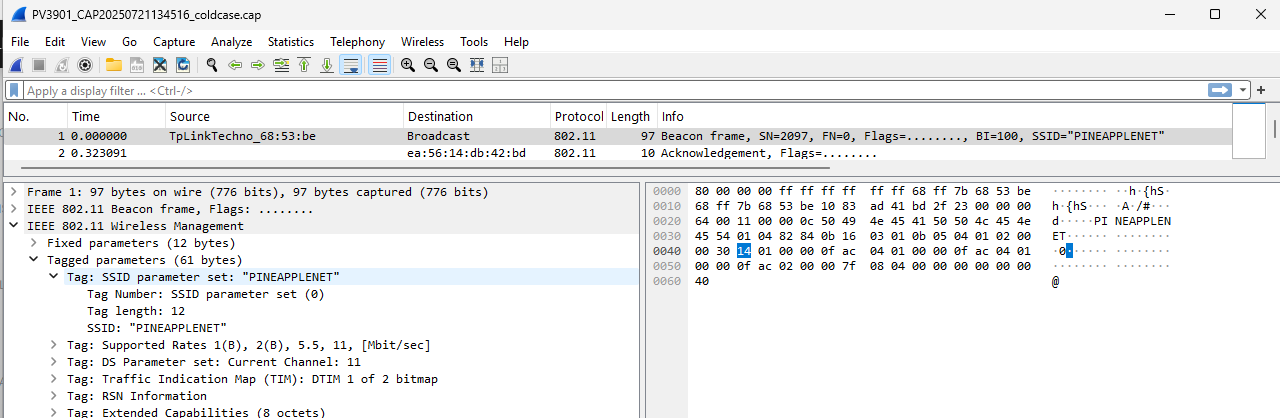 PV3901_CAP20250721134516_coldcase.cap
File Edit View Go Capture Analyze Statistics Telephony Wireless Tools Help
Apply a display filter ... <Ctrl-/>
No. Time Source Destination Protocol Length Info
1 0.000000 TpLinkTechno_68:53:be Broadcast 802.11 97 Beacon frame, SN=2097, FN=0, Flags=........, BI=100, SSID="PINEAPPLENET"
2 0.323091 ea:56:14:db:42:bd 802.11 10 Acknowledgement, Flags=........
Frame 1: 97 bytes on wire (776 bits), 97 bytes captured (776 bits)
IEEE 802.11 Beacon frame, Flags: ........
IEEE 802.11 Wireless Management
Fixed parameters (12 bytes)
Tagged parameters (61 bytes)
Tag: SSID parameter set: "PINEAPPLENET"
Tag Number: SSID parameter set (0)
Tag length: 12
SSID: "PINEAPPLENET"
Tag: Supported Rates 1(B), 2(B), 5.5, 11, [Mbit/sec]
Tag: DS Parameter set: Current Channel: 11
Tag: Traffic Indication Map (TIM): DTIM 1 of 2 bitmap
Tag: RSN Information
Tag: Extended Capabilities (8 octets)
0000 80 00 00 00 ff ff ff ff ff ff 68 ff 7b 68 53 be ········ ··h·{hS·
0010 68 ff 7b 68 53 be 10 83 ad 41 bd 2f 23 00 00 00 h·{hS··· ·A·/#···
0020 64 00 11 00 00 0c 50 49 4e 45 41 50 50 4c 45 4e d·····PI NEAPPLEN
0030 45 54 01 04 82 84 0b 16 03 01 0b 05 04 01 02 00 ET······ ········
0040 00 30 14 01 00 00 0f ac 04 01 00 00 0f ac 04 01 ·0······ ········
0050 00 00 0f ac 02 00 00 7f 08 04 00 00 00 00 00 00 ········ ········
0060 40 @